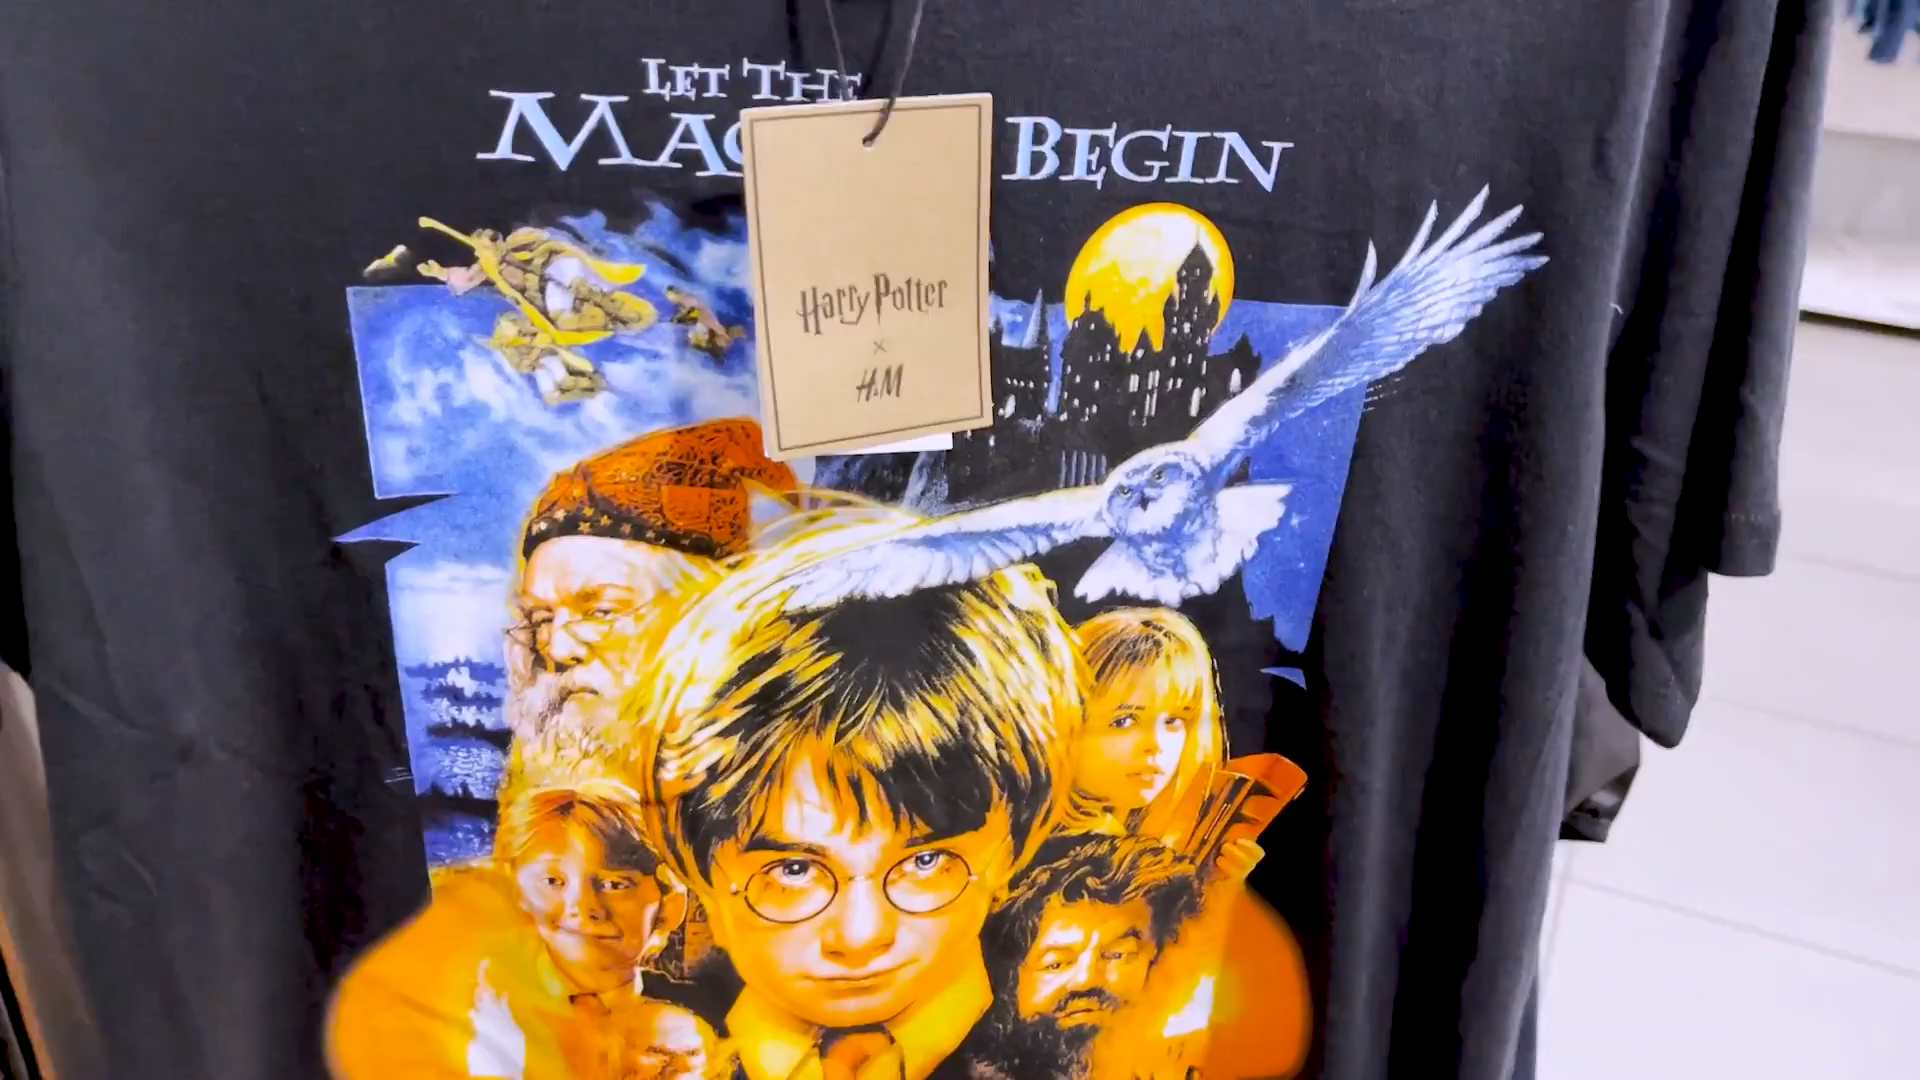 LET THE
MAG BEGIN
Harry Potter
×
H&M